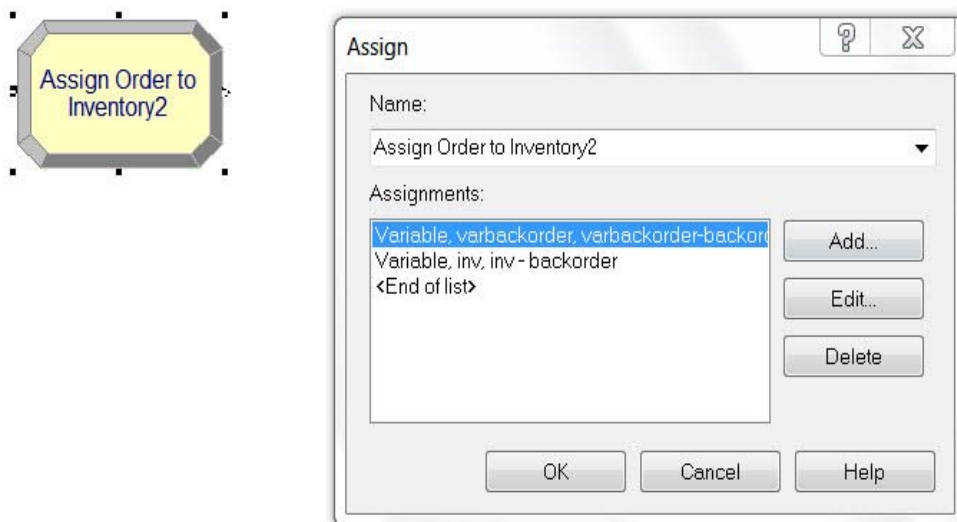 Assign Order to
Inventory2
Assign
Name:
Assign Order to Inventory2
Assignments:
Variable, varbackorder, varbackorder-backord
Variable, inv, inv - backorder
<End of list>
Add...
Edit...
Delete
OK
Cancel
Help